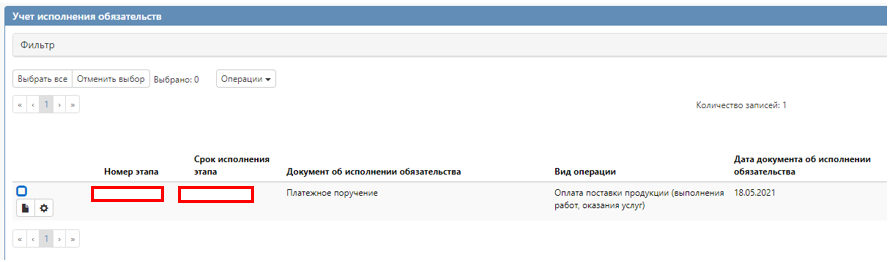 Учет исполнения обязательств
Фильтр
Выбрать все Отменить выбор Выбрано: 0 Операции
« ‹ 1 › »
Количество записей: 1
Номер этапа Срок исполнения этапа Документ об исполнении обязательства Вид операции Дата документа об исполнении обязательства
Платежное поручение Оплата поставки продукции (выполнения работ, оказания услуг) 18.05.2021
« ‹ 1 › »